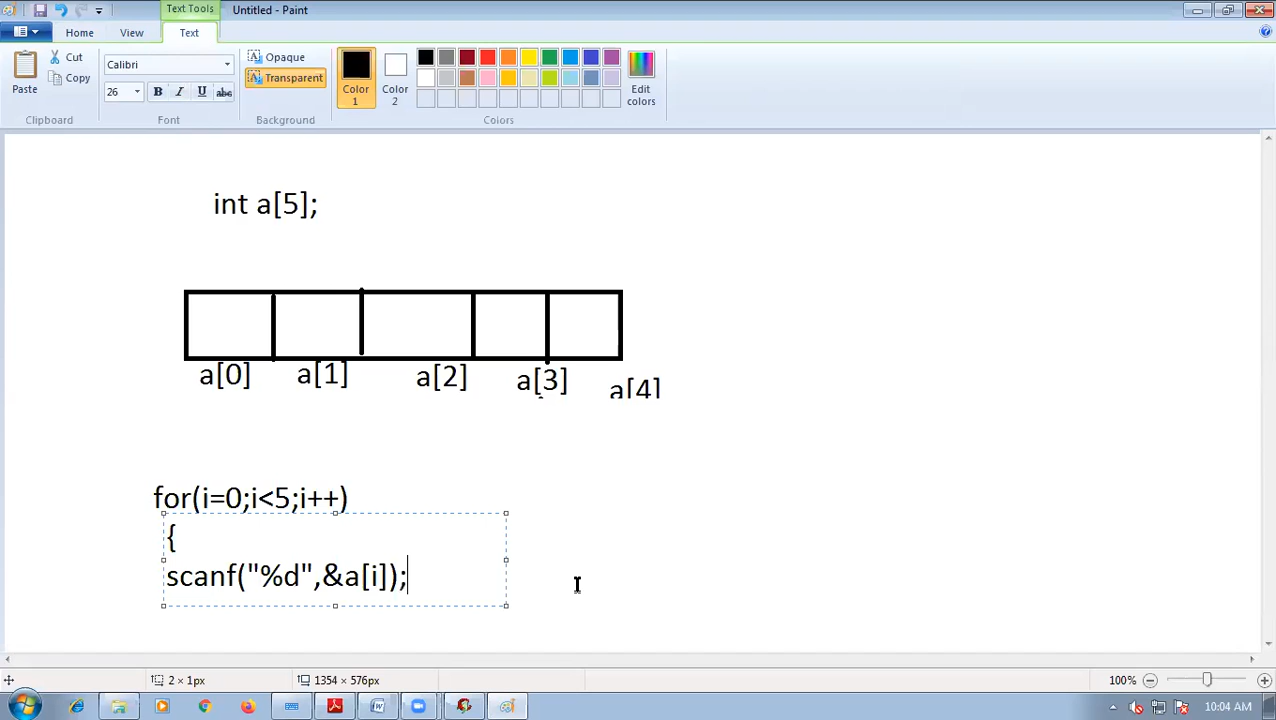 Text Tools
Untitled - Paint
Home
View
Text
Paste
Cut
Copy
Clipboard
Calibri
26
B I U abc
Font
Opaque
Transparent
Background
Color 1
Color 2
Edit colors
Colors
int a[5];
a[0] a[1] a[2] a[3] a[4]
for(i=0;i<5;i++)
{
scanf("%d",&a[i]);
2 × 1px
1354 × 576px
100%
10:04 AM